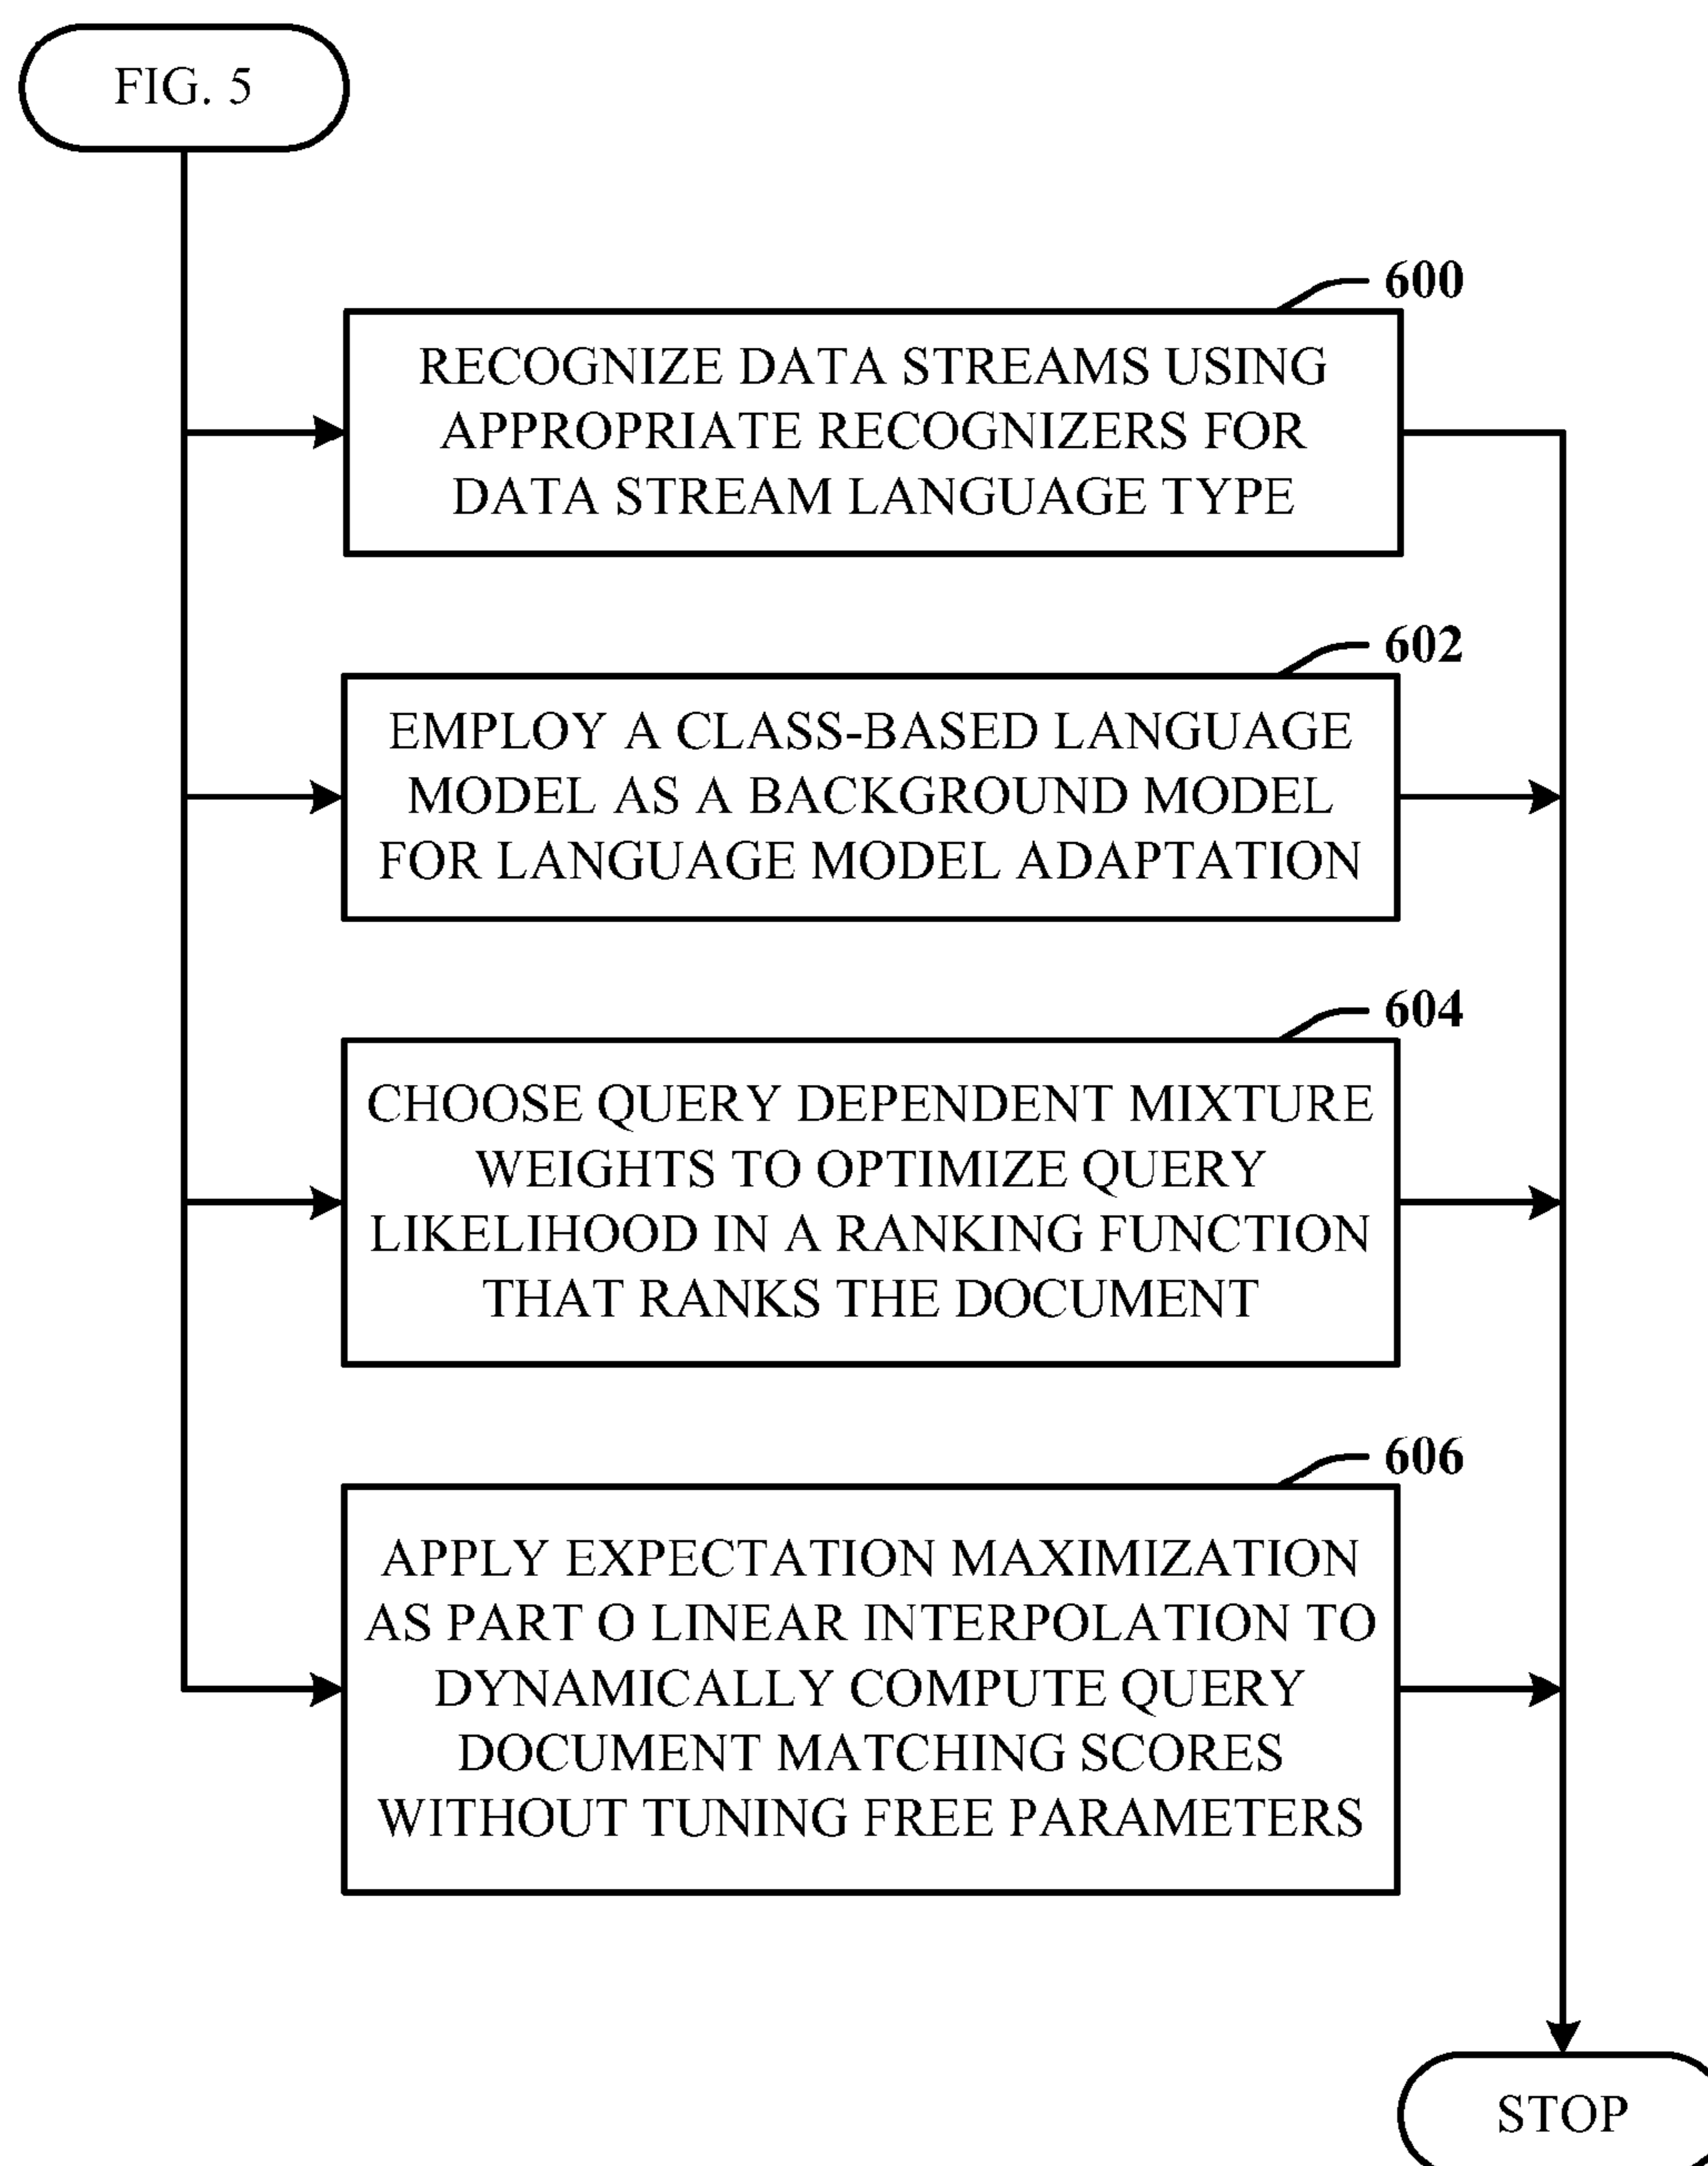 FIG. 5
600
RECOGNIZE DATA STREAMS USING
APPROPRIATE RECOGNIZERS FOR
DATA STREAM LANGUAGE TYPE
602
EMPLOY A CLASS-BASED LANGUAGE
MODEL AS A BACKGROUND MODEL
FOR LANGUAGE MODEL ADAPTATION
604
CHOOSE QUERY DEPENDENT MIXTURE
WEIGHTS TO OPTIMIZE QUERY
LIKELIHOOD IN A RANKING FUNCTION
THAT RANKS THE DOCUMENT
606
APPLY EXPECTATION MAXIMIZATION
AS PART O LINEAR INTERPOLATION TO
DYNAMICALLY COMPUTE QUERY
DOCUMENT MATCHING SCORES
WITHOUT TUNING FREE PARAMETERS
STOP